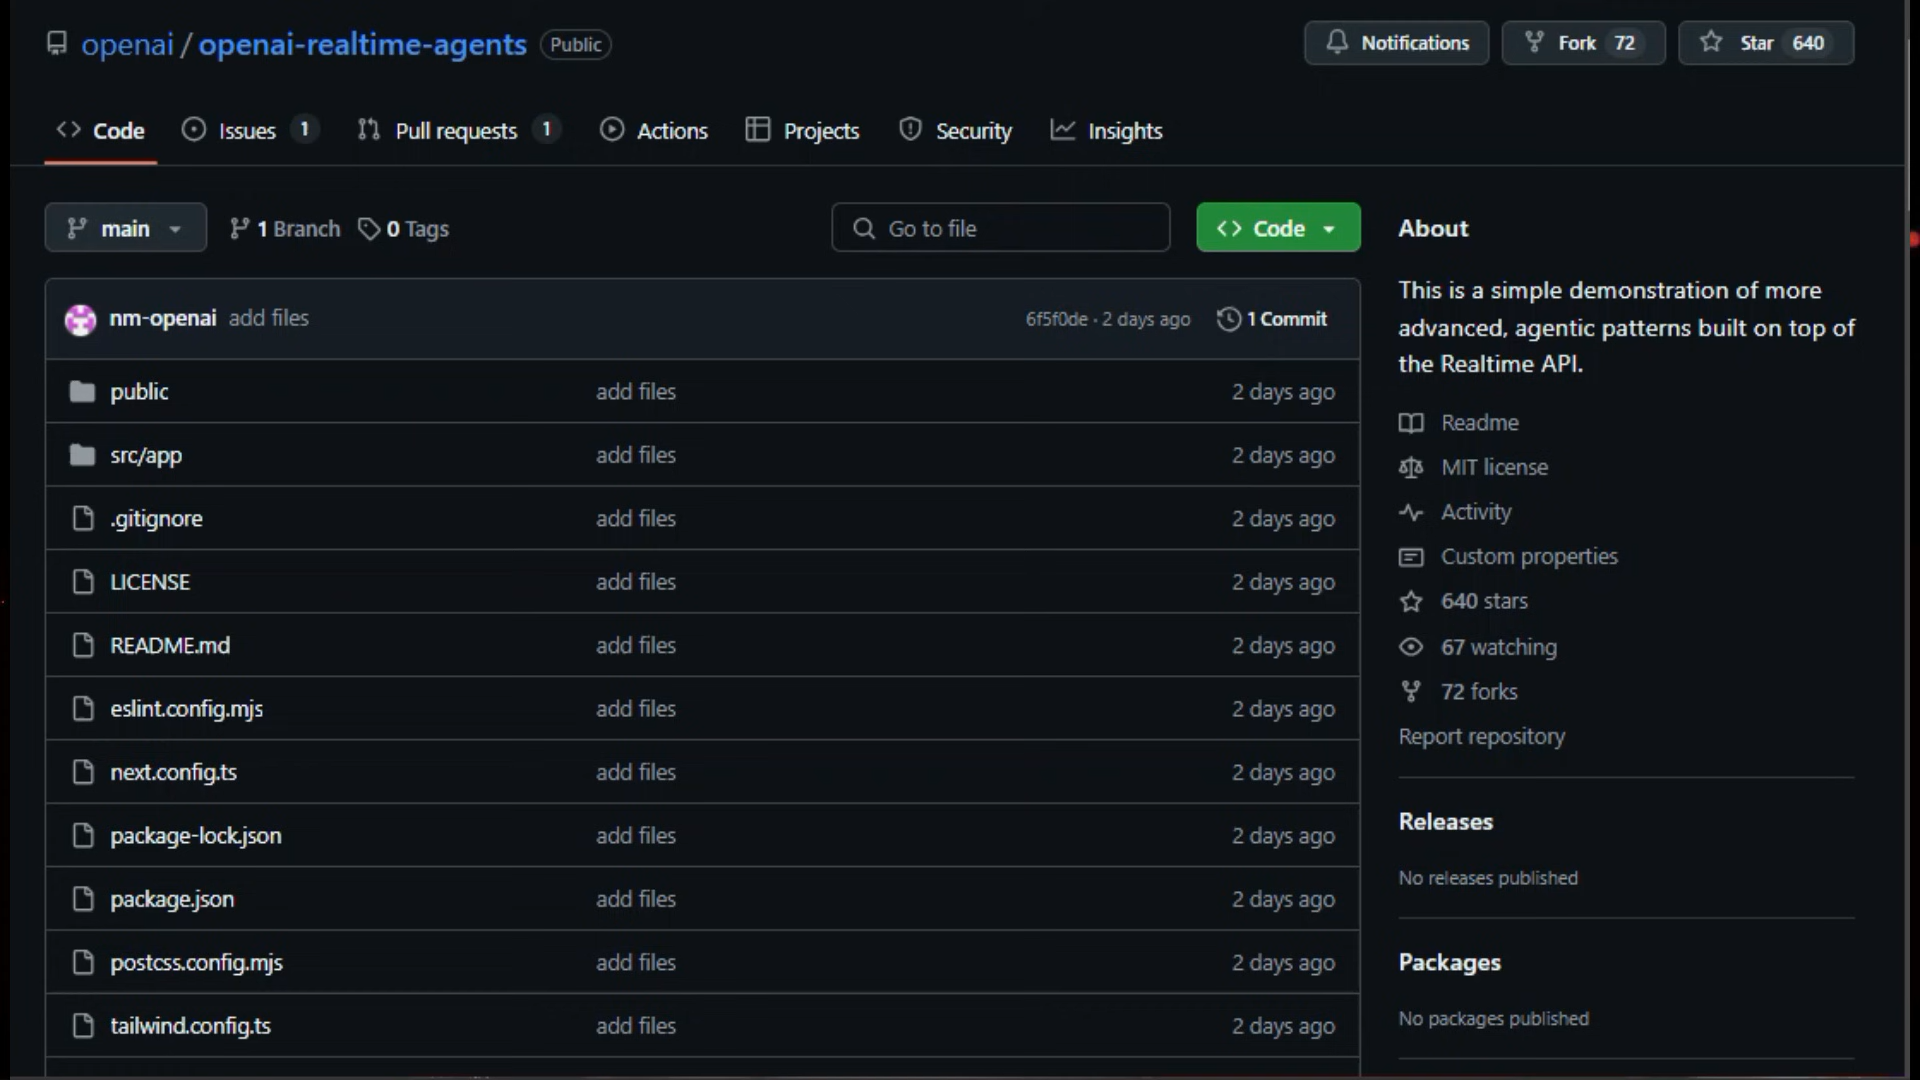 openai / openai-realtime-agents Public
Notifications
Fork 72
Star 640
Code
Issues 1
Pull requests 1
Actions
Projects
Security
Insights
main
1 Branch
0 Tags
Go to file
Code
nm-openai add files 6f5f0de · 2 days ago 1 Commit
public add files 2 days ago
src/app add files 2 days ago
.gitignore add files 2 days ago
LICENSE add files 2 days ago
README.md add files 2 days ago
eslint.config.mjs add files 2 days ago
next.config.ts add files 2 days ago
package-lock.json add files 2 days ago
package.json add files 2 days ago
postcss.config.mjs add files 2 days ago
tailwind.config.ts add files 2 days ago
About
This is a simple demonstration of more
advanced, agentic patterns built on top of
the Realtime API.
Readme
MIT license
Activity
Custom properties
640 stars
67 watching
72 forks
Report repository
Releases
No releases published
Packages
No packages published